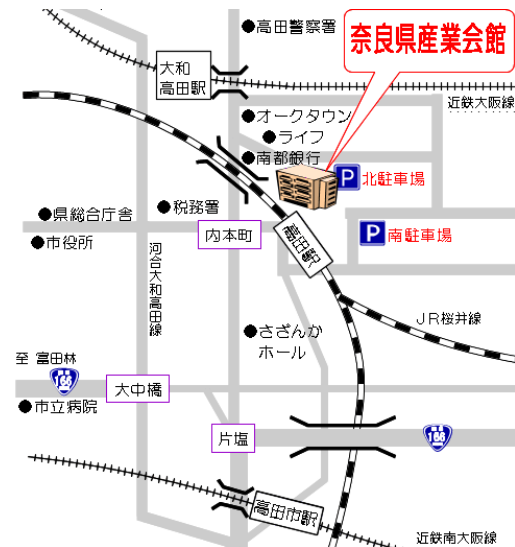 ●高田警察署
奈良県産業会館
大和
高田駅
近鉄大阪線
●オークタウン
●ライフ
●南都銀行
P 北駐車場
●税務署
●県総合庁舎
●市役所
内本町
高田駅
P 南駐車場
河合大和高田線
JR桜井線
●さざんか
ホール
至 富田林
166
大中橋
●市立病院
片塩
166
高田市駅
近鉄南大阪線